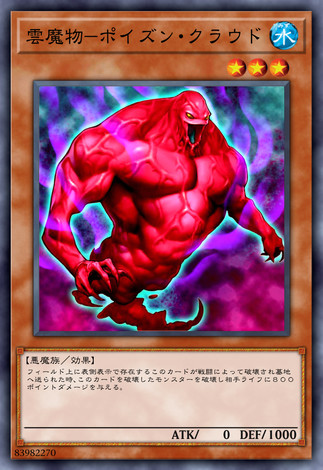 雲魔物－ポイズン・クラウド
水
【悪魔族／効果】
フィールド上に表側表示で存在するこのカードが戦闘によって破壊され墓地
へ送られた時、このカードを破壊したモンスターを破壊し相手ライフに８００
ポイントダメージを与える。
ATK/ 0 DEF/1000
83982270